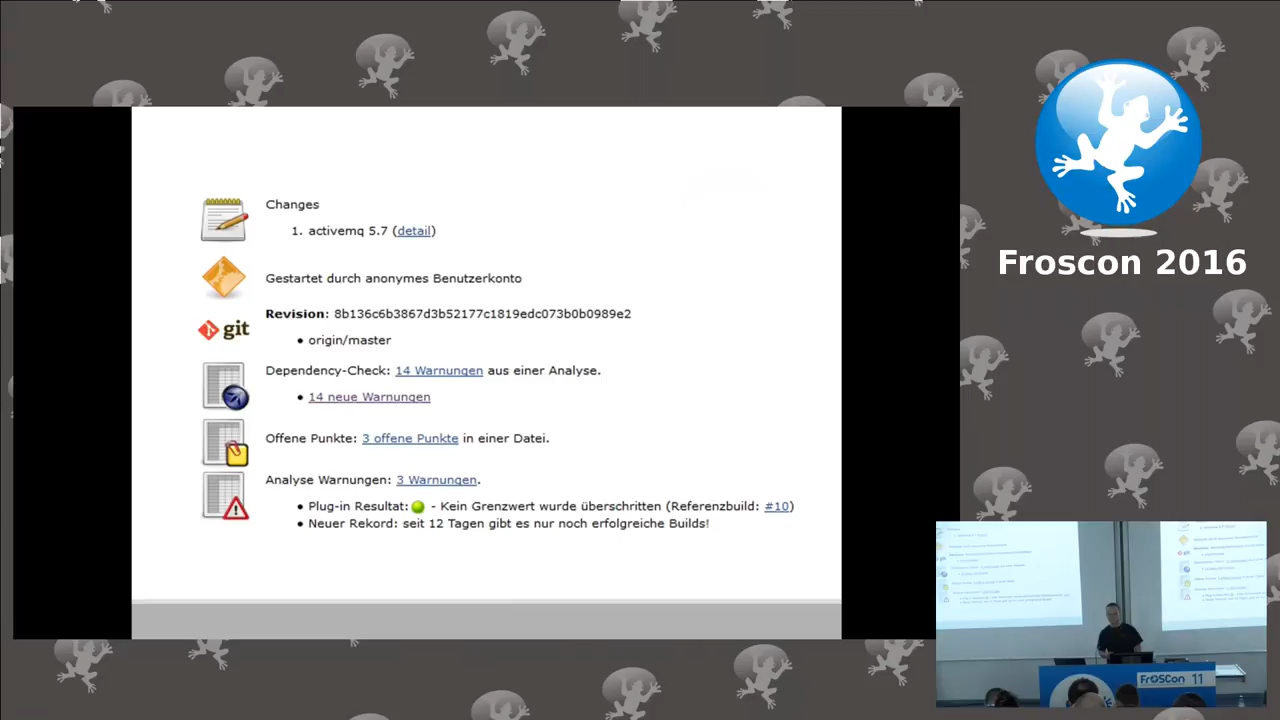 Changes
1. activemq 5.7 (detail)
Gestartet durch anonymes Benutzerkonto
Revision: 8b136c6b3867d3b52177c1819edc073b0b0989e2
git
• origin/master
Dependency-Check: 14 Warnungen aus einer Analyse.
• 14 neue Warnungen
Offene Punkte: 3 offene Punkte in einer Datei.
Analyse Warnungen: 3 Warnungen.
• Plug-in Resultat: - Kein Grenzwert wurde überschritten (Referenzbuild: #10)
• Neuer Rekord: seit 12 Tagen gibt es nur noch erfolgreiche Builds!
Froscon 2016
FrOSCon 11